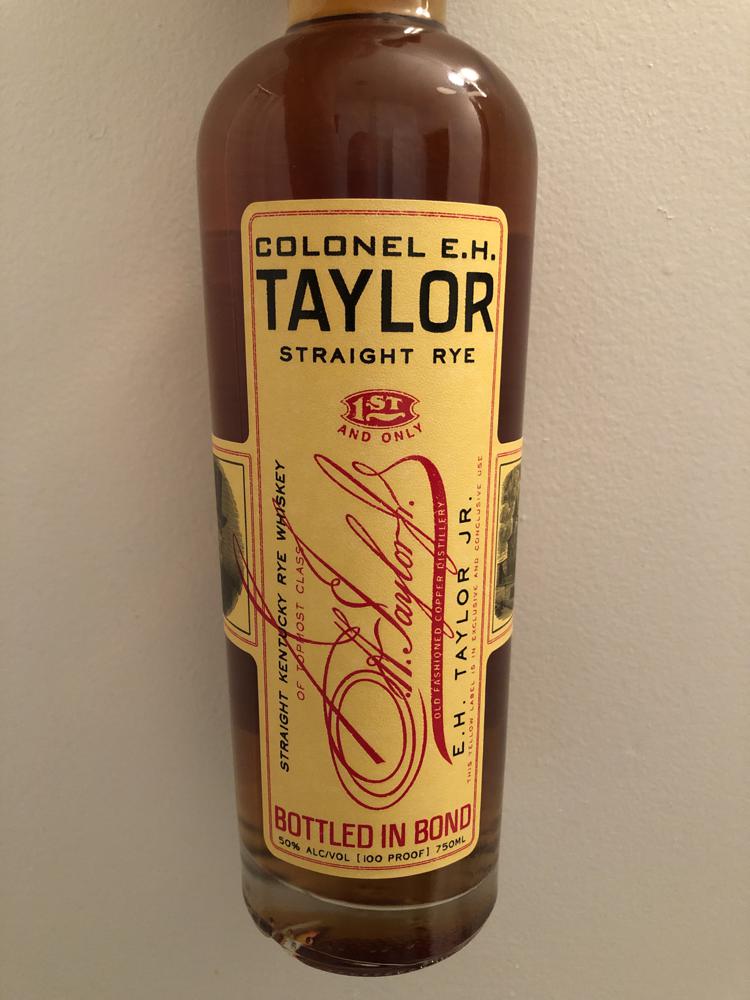 COLONEL E.H.
TAYLOR
STRAIGHT RYE
1ST
AND ONLY
STRAIGHT KENTUCKY RYE WHISKEY
OF TOPMOST CLASS
E.H. Taylor Jr.
OLD FASHIONED COPPER DISTILLERY
E.H. TAYLOR JR.
THIS YELLOW LABEL IS IN EXCLUSIVE AND CONCLUSIVE USE
BOTTLED IN BOND
50% ALC/VOL [100 PROOF] 750ML